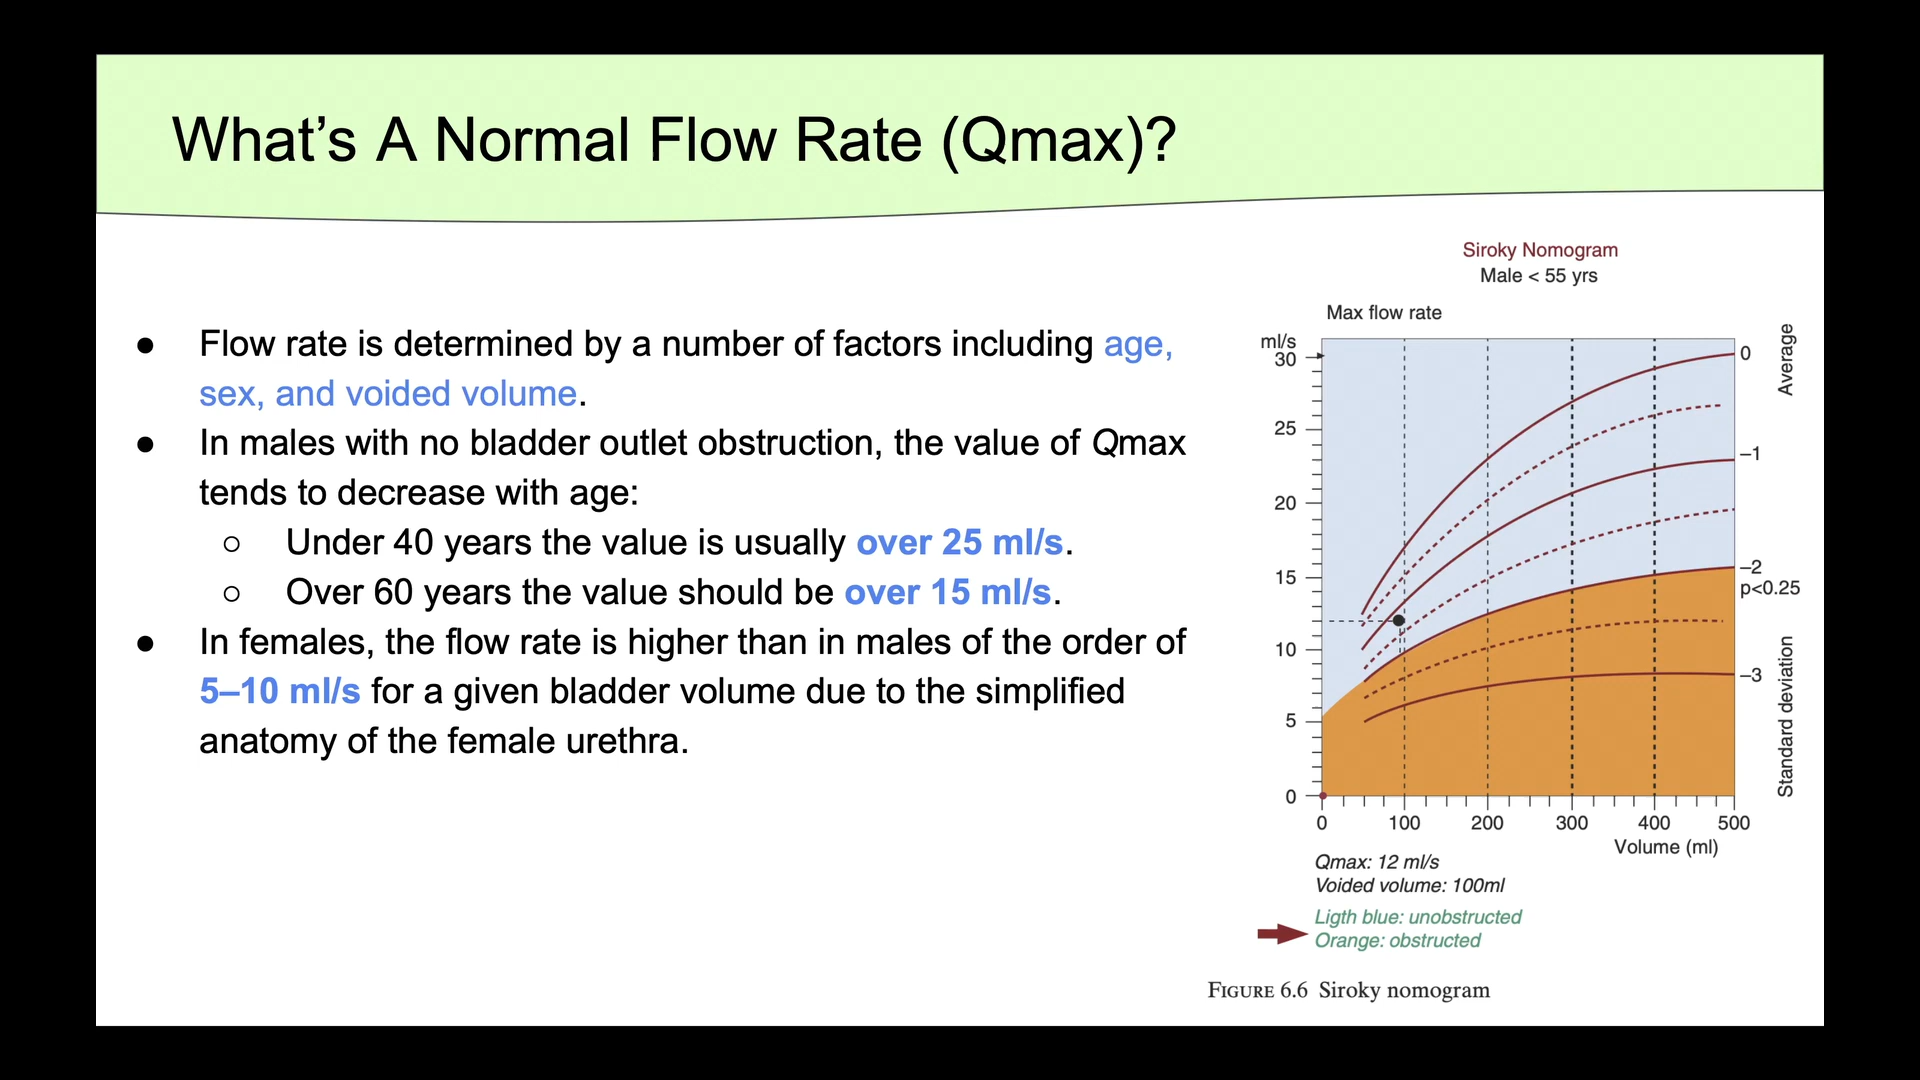 What's A Normal Flow Rate (Qmax)?
● Flow rate is determined by a number of factors including age,
sex, and voided volume.
● In males with no bladder outlet obstruction, the value of Qmax
tends to decrease with age:
○ Under 40 years the value is usually over 25 ml/s.
○ Over 60 years the value should be over 15 ml/s.
● In females, the flow rate is higher than in males of the order of
5–10 ml/s for a given bladder volume due to the simplified
anatomy of the female urethra.
Siroky Nomogram
Male < 55 yrs
Max flow rate
ml/s
30
25
20
15
10
5
0
0 100 200 300 400 500
Volume (ml)
0
–1
–2
p<0.25
–3
Average
Standard deviation
Qmax: 12 ml/s
Voided volume: 100ml
Ligth blue: unobstructed
Orange: obstructed
FIGURE 6.6 Siroky nomogram